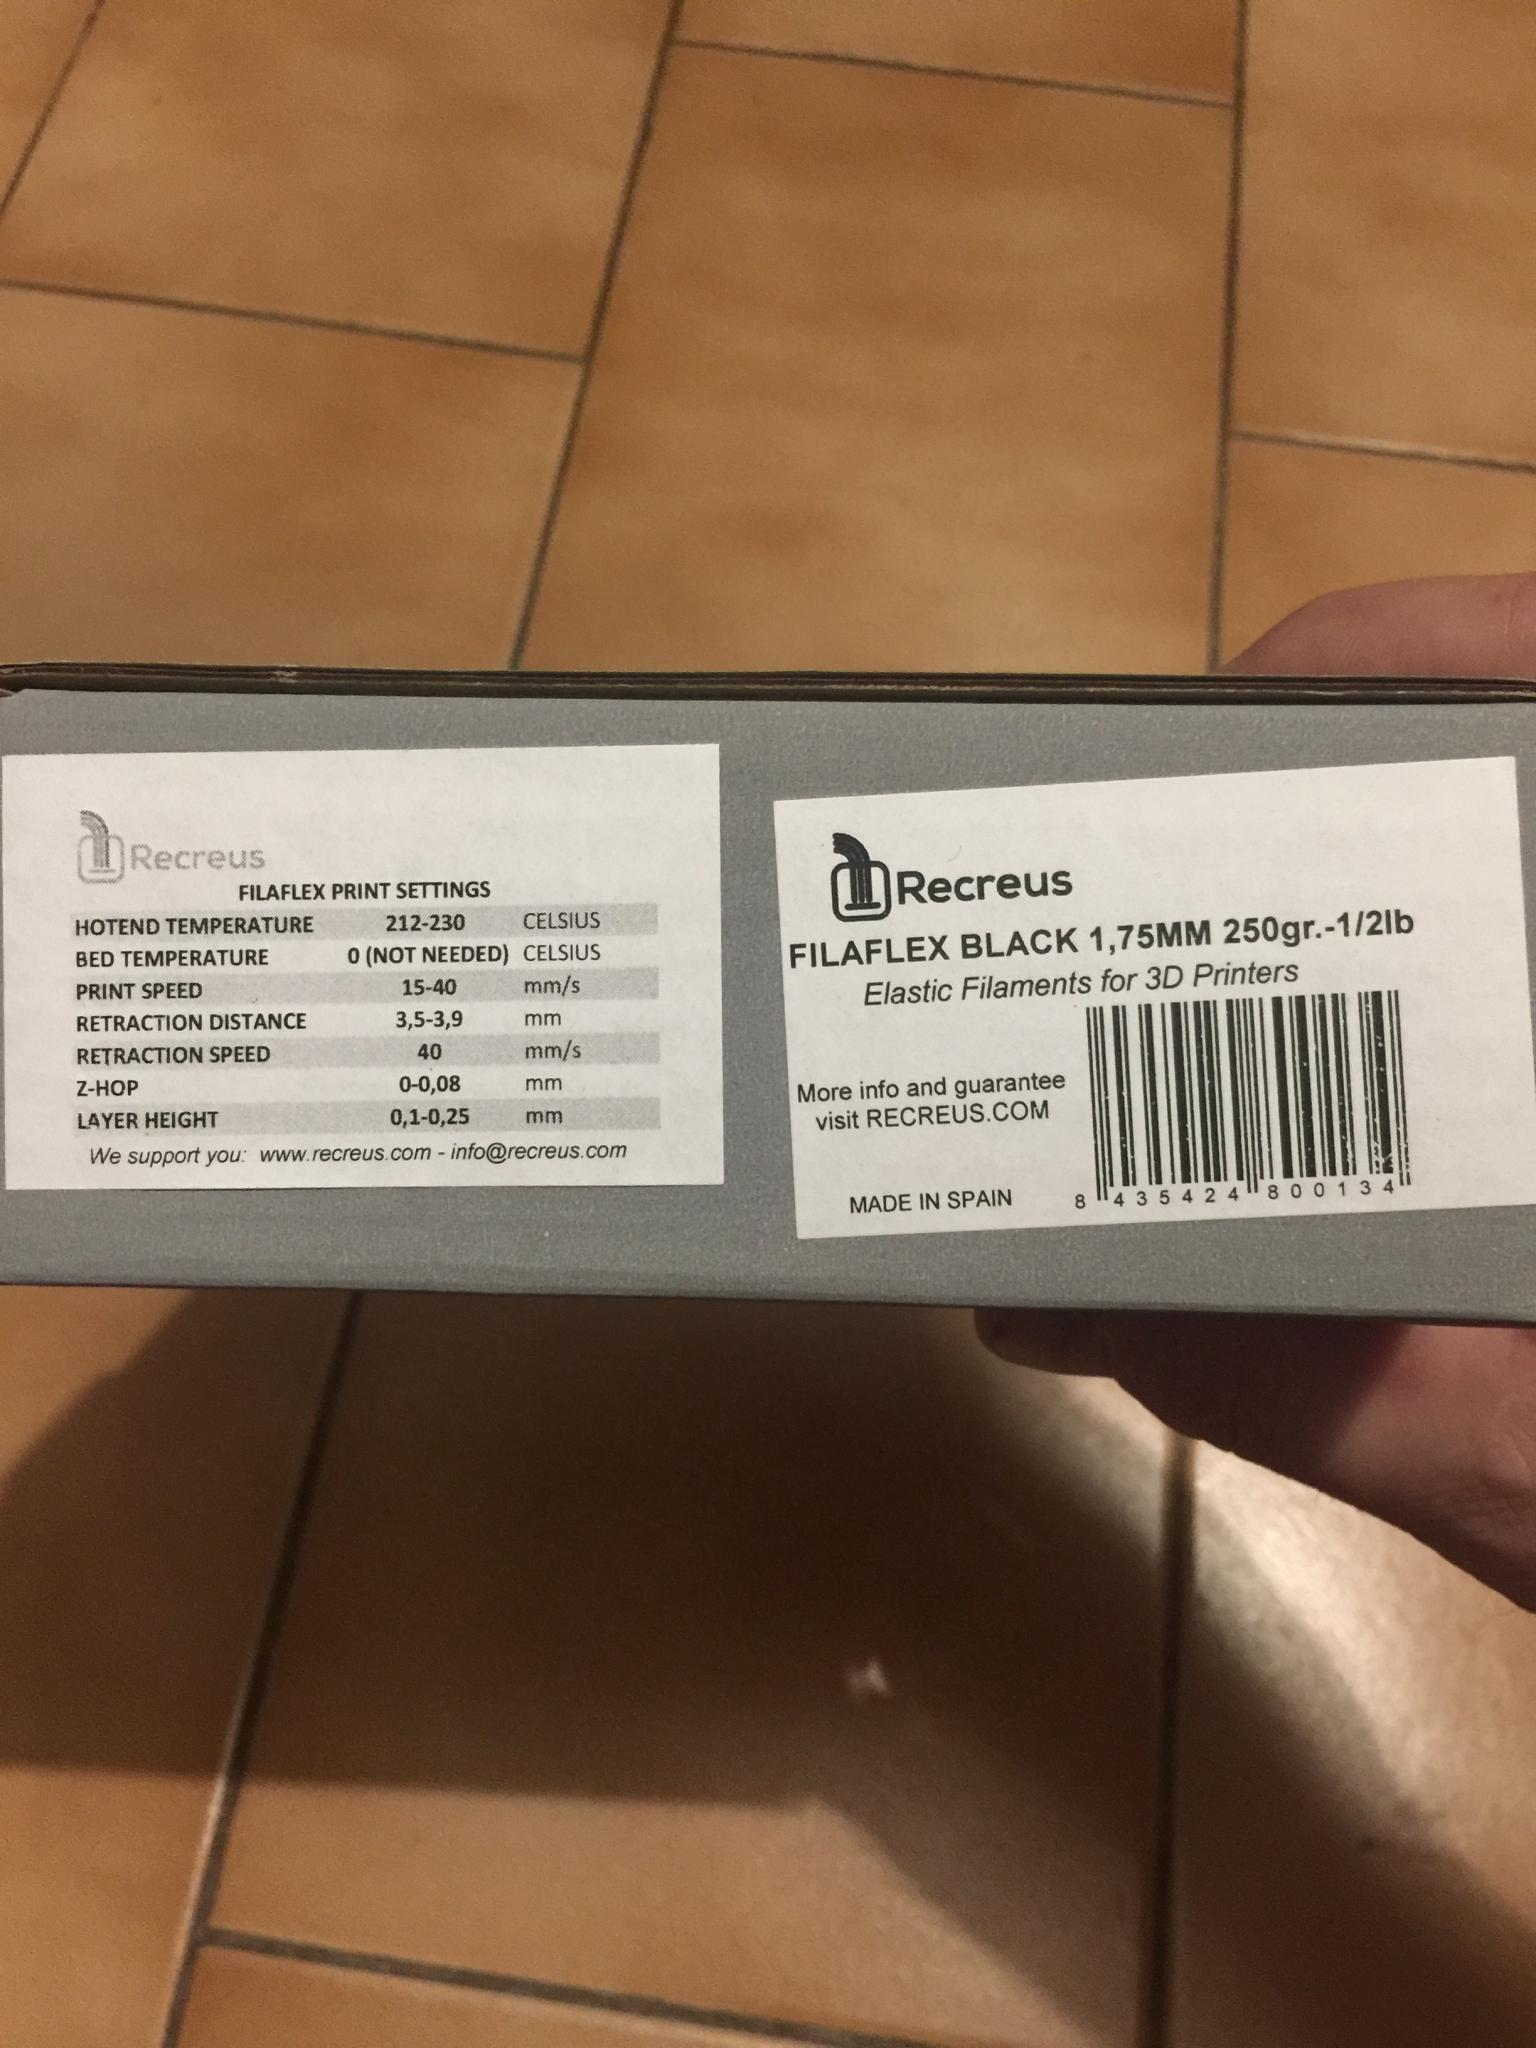 Recreus
FILAFLEX PRINT SETTINGS
HOTEND TEMPERATURE 212-230 CELSIUS
BED TEMPERATURE 0 (NOT NEEDED) CELSIUS
PRINT SPEED 15-40 mm/s
RETRACTION DISTANCE 3,5-3,9 mm
RETRACTION SPEED 40 mm/s
Z-HOP 0-0,08 mm
LAYER HEIGHT 0,1-0,25 mm
We support you: www.recreus.com - info@recreus.com
Recreus
FILAFLEX BLACK 1,75MM 250gr.-1/2lb
Elastic Filaments for 3D Printers
More info and guarantee
visit RECREUS.COM
MADE IN SPAIN
8 435424 800134